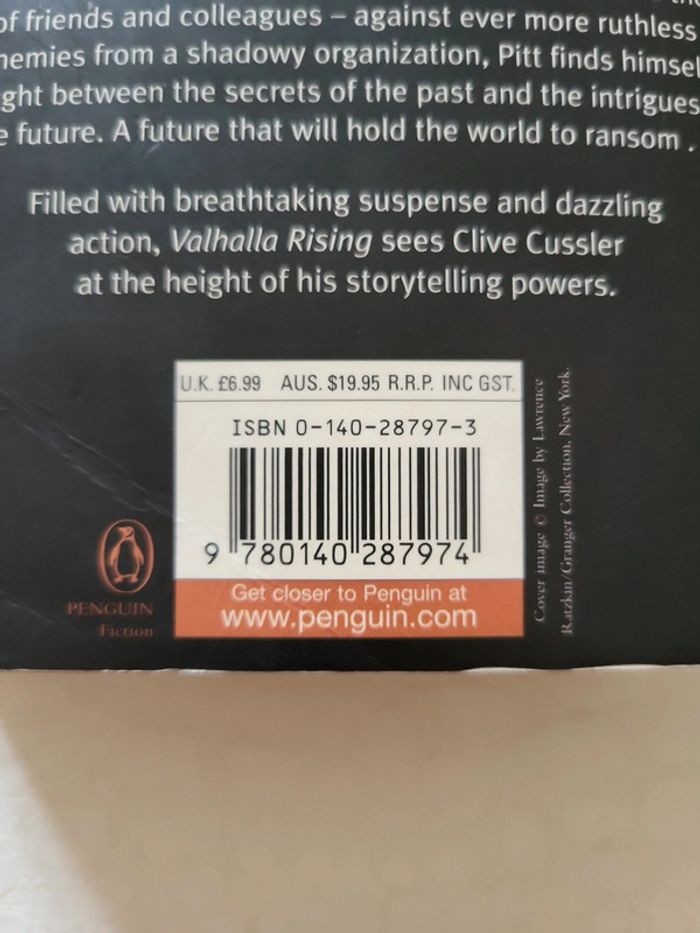 of friends and colleagues – against ever more ruthless
emies from a shadowy organization, Pitt finds himsel
ght between the secrets of the past and the intrigues
e future. A future that will hold the world to ransom .
Filled with breathtaking suspense and dazzling
action, Valhalla Rising sees Clive Cussler
at the height of his storytelling powers.
U.K. £6.99 AUS. $19.95 R.R.P. INC GST.
ISBN 0-140-28797-3
9 780140 287974
Get closer to Penguin at
www.penguin.com
PENGUIN
Fiction
Cover image © Image by Lawrence
Ratzkin/Granger Collection, New York.